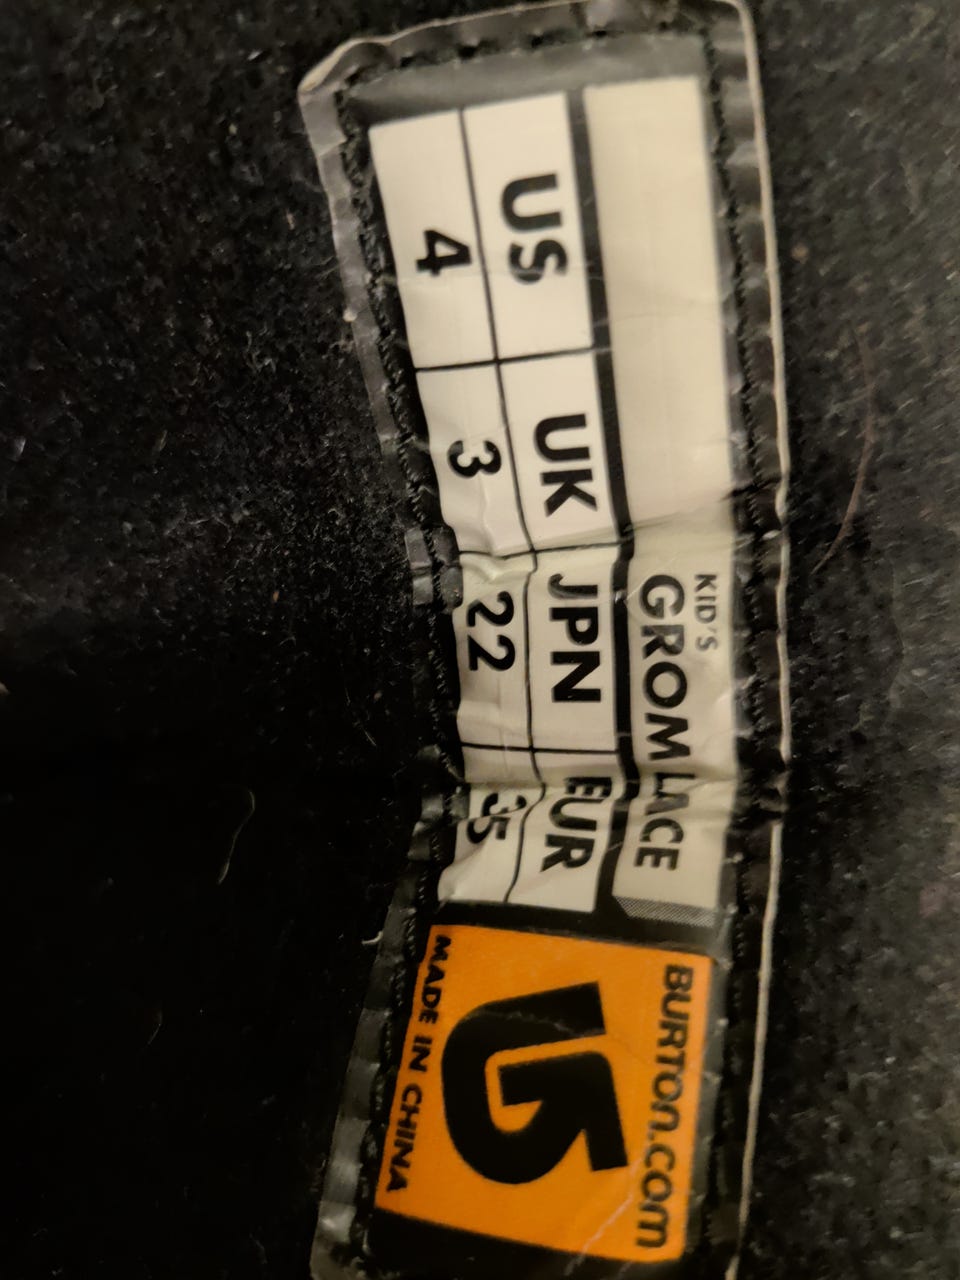 KID'S
GROM LACE
US UK JPN EUR
4 3 22 35
BURTON.COM
MADE IN CHINA